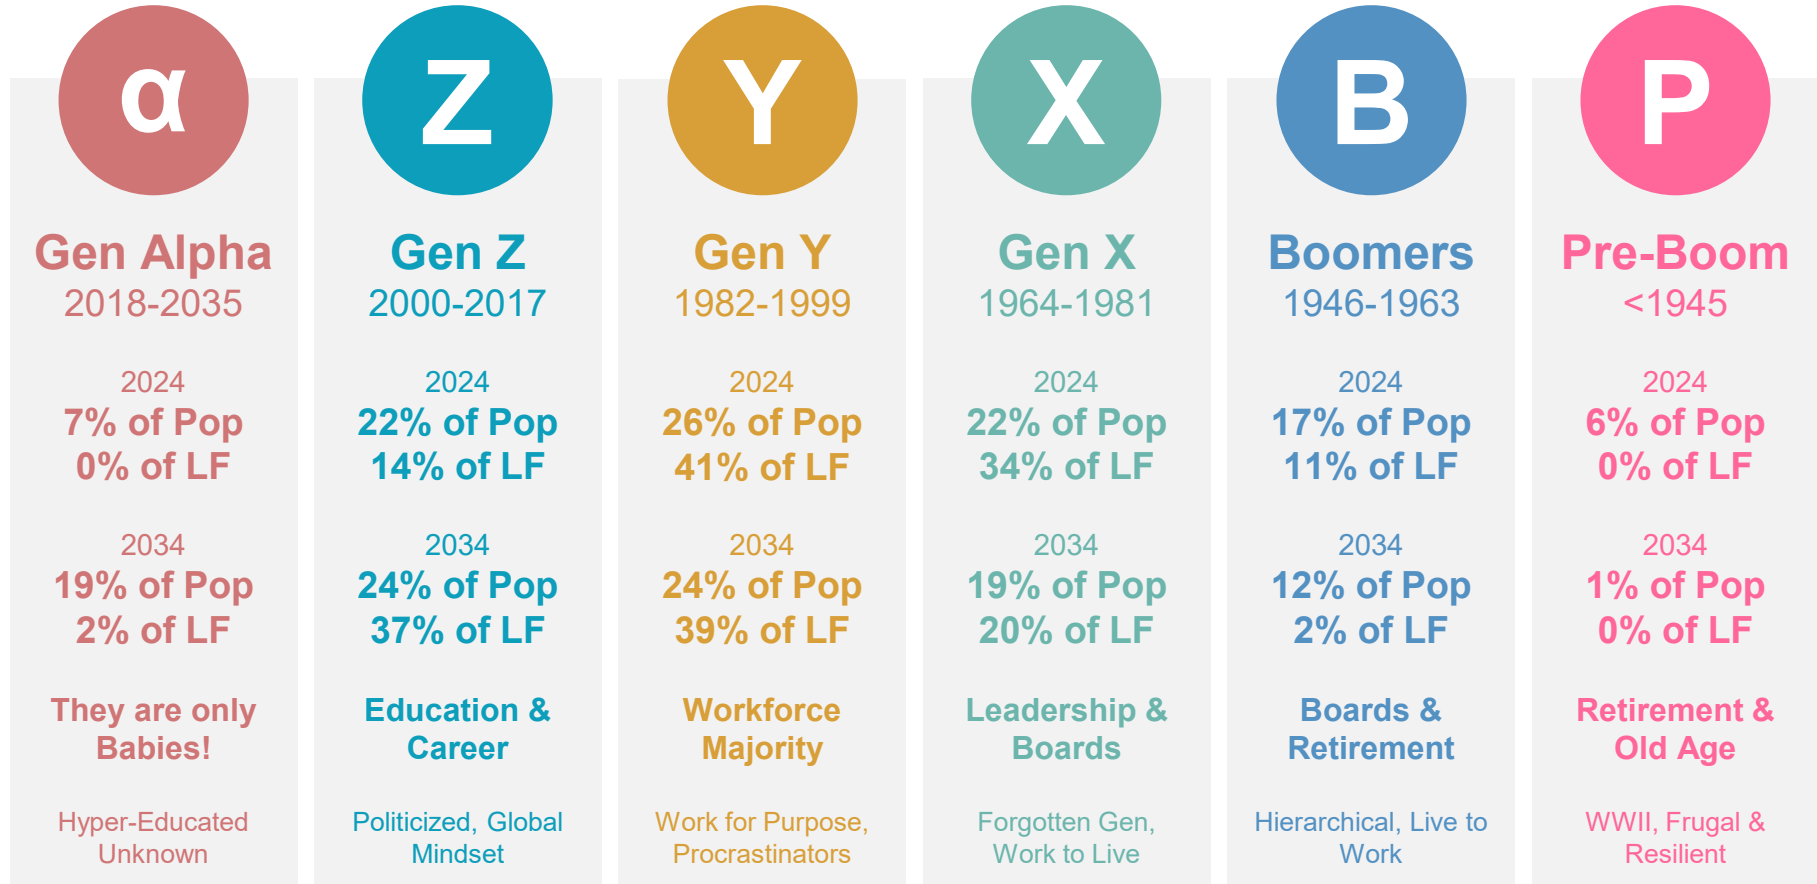 α
Gen Alpha
2018-2035
2024
7% of Pop
0% of LF
2034
19% of Pop
2% of LF
They are only
Babies!
Hyper-Educated
Unknown
Z
Gen Z
2000-2017
2024
22% of Pop
14% of LF
2034
24% of Pop
37% of LF
Education &
Career
Politicized, Global
Mindset
Y
Gen Y
1982-1999
2024
26% of Pop
41% of LF
2034
24% of Pop
39% of LF
Workforce
Majority
Work for Purpose,
Procrastinators
X
Gen X
1964-1981
2024
22% of Pop
34% of LF
2034
19% of Pop
20% of LF
Leadership &
Boards
Forgotten Gen,
Work to Live
B
Boomers
1946-1963
2024
17% of Pop
11% of LF
2034
12% of Pop
2% of LF
Boards &
Retirement
Hierarchical, Live to
Work
P
Pre-Boom
<1945
2024
6% of Pop
0% of LF
2034
1% of Pop
0% of LF
Retirement &
Old Age
WWII, Frugal &
Resilient